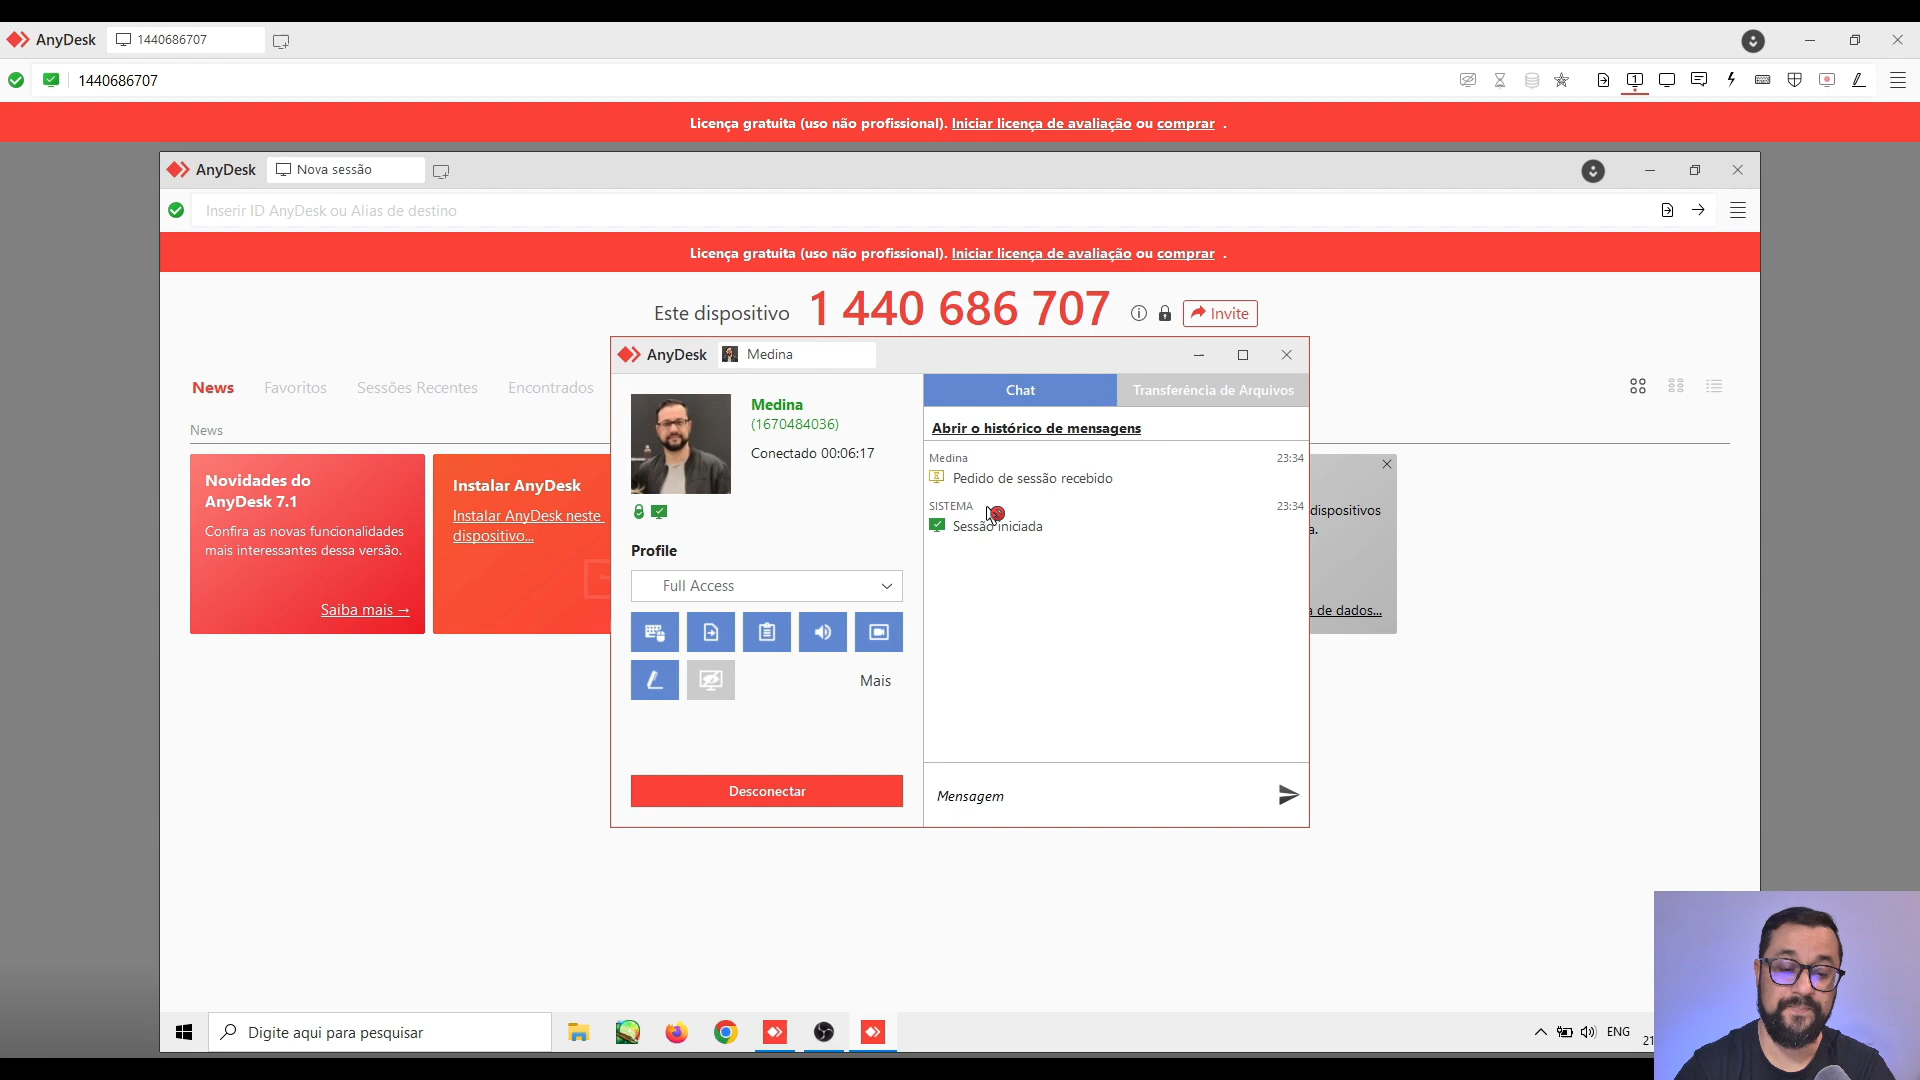 AnyDesk
1440686707
1440686707
1
Licença gratuita (uso não profissional). Iniciar licença de avaliação ou comprar .
AnyDesk
Nova sessão
Inserir ID AnyDesk ou Alias de destino
Licença gratuita (uso não profissional). Iniciar licença de avaliação ou comprar .
Este dispositivo 1 440 686 707
Invite
News
Favoritos
Sessões Recentes
Encontrados
News
Novidades do
AnyDesk 7.1
Confira as novas funcionalidades
mais interessantes dessa versão.
Saiba mais →
Instalar AnyDesk
Instalar AnyDesk neste
dispositivo...
dispositivos
a.
a de dados...
AnyDesk
Medina
Medina
(1670484036)
Conectado 00:06:17
Profile
Full Access
Mais
Desconectar
Chat
Transferência de Arquivos
Abrir o histórico de mensagens
Medina 23:34
Pedido de sessão recebido
SISTEMA 23:34
Sessão iniciada
Mensagem
Digite aqui para pesquisar
ENG
21